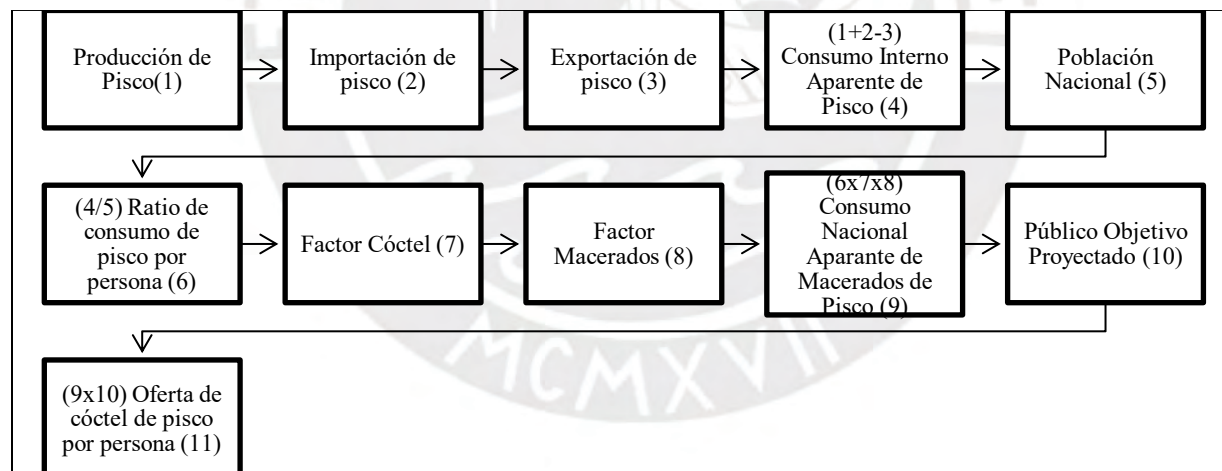 Producción de
Pisco(1)
Importación de
pisco (2)
Exportación de
pisco (3)
(1+2-3)
Consumo Interno
Aparente de
Pisco (4)
Población
Nacional (5)
(4/5) Ratio de
consumo de
pisco por
persona (6)
Factor Cóctel (7)
Factor
Macerados (8)
(6x7x8)
Consumo
Nacional
Aparante de
Macerados de
Pisco (9)
Público Objetivo
Proyectado (10)
(9x10) Oferta de
cóctel de pisco
por persona (11)
MCMXVII